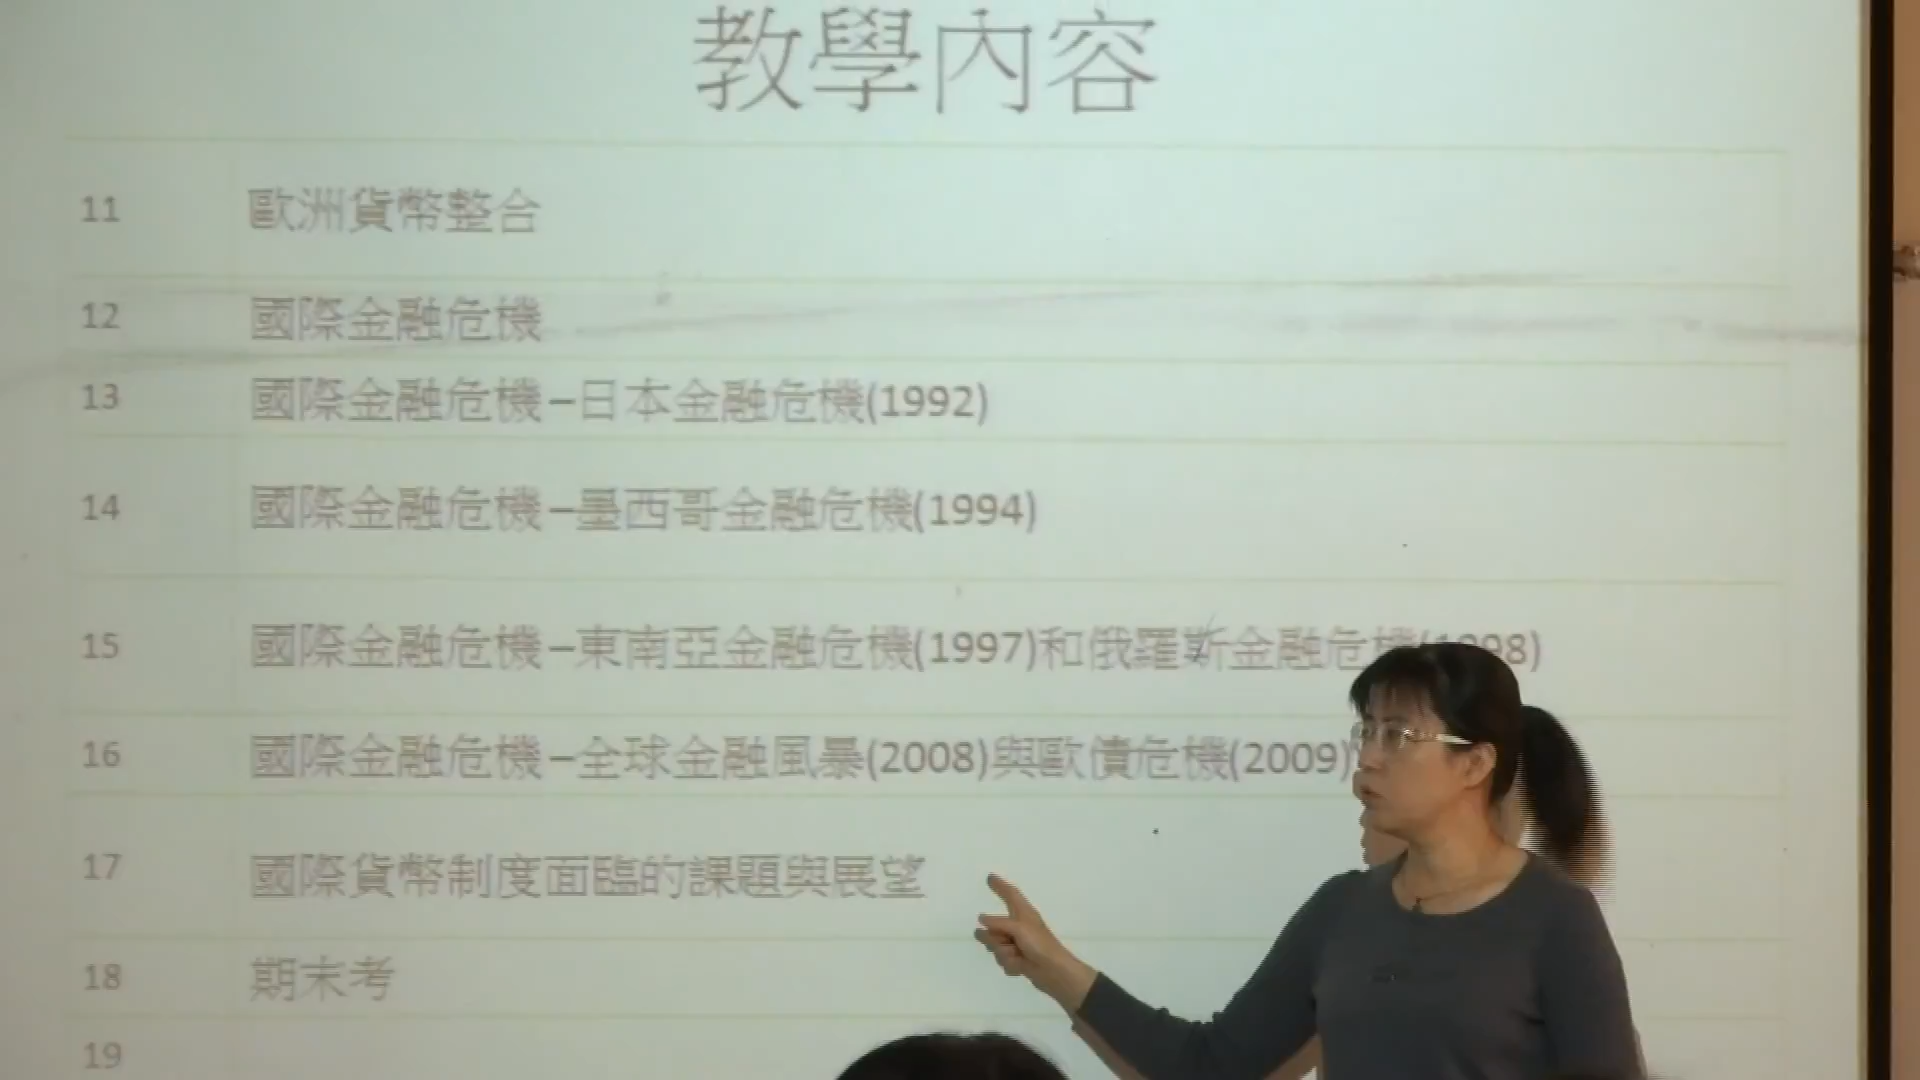 教學內容
11 歐洲貨幣整合
12 國際金融危機
13 國際金融危機–日本金融危機(1992)
14 國際金融危機–墨西哥金融危機(1994)
15 國際金融危機–東南亞金融危機(1997)和俄羅斯金融危機(1998)
16 國際金融危機–全球金融風暴(2008)與歐債危機(2009)
17 國際貨幣制度面臨的課題與展望
18 期末考
19